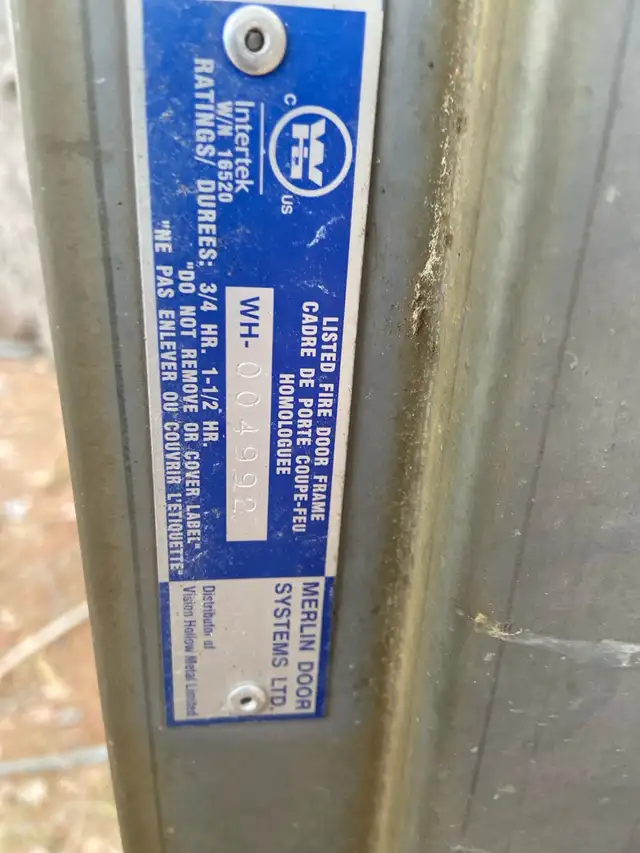 C WH US
Intertek
W/N 16520
LISTED FIRE DOOR FRAME
CADRE DE PORTE COUPE-FEU
HOMOLOGUEE
WH-004992
RATINGS/ DUREES: 3/4 HR. 1-1/2 HR.
"DO NOT REMOVE OR COVER LABEL"
"NE PAS ENLEVER OU COUVRIR L'ETIQUETTE"
MERLIN DOOR
SYSTEMS LTD.
Distributor of
Vision Hollow Metal Limited